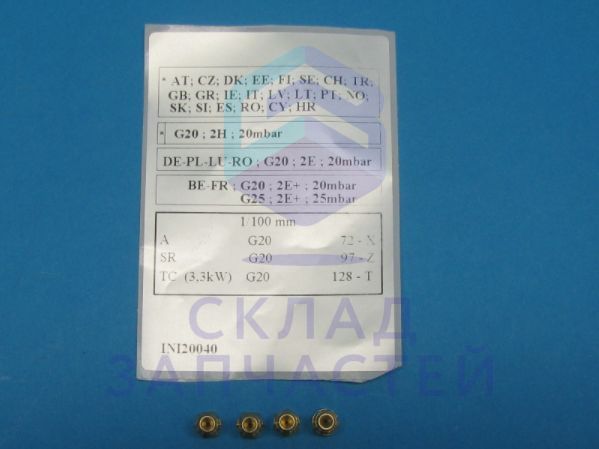 * AT; CZ; DK; EE; FI; SE; CH; TR;
GB; GR; IE; IT; LV; LT; PT; NO;
SK; SI; ES; RO; CY; HR
* G20 ; 2H ; 20mbar
DE-PL-LU-RO ; G20 ; 2E ; 20mbar
BE-FR ; G20 ; 2E+ ; 20mbar
G25 ; 2E+ ; 25mbar
1/100 mm
A G20 72 - X
SR G20 97 - Z
TC (3,3kW) G20 128 - T
INI20040
СКЛАД
ЗАПЧАСТЕЙ